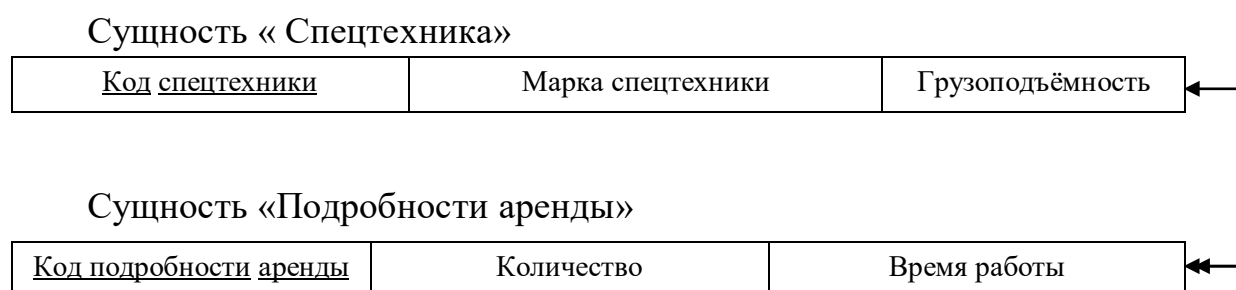 Сущность « Спецтехника»
Код спецтехники Марка спецтехники Грузоподъёмность
Сущность «Подробности аренды»
Код подробности аренды Количество Время работы